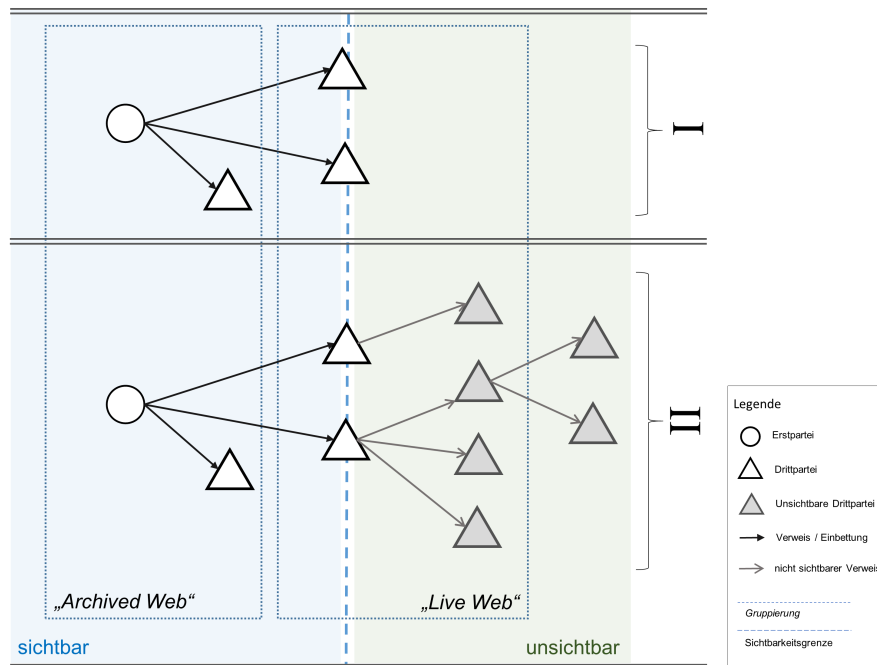 I
II
„Archived Web“
„Live Web“
sichtbar
unsichtbar
Legende
Erstpartei
Drittpartei
Unsichtbare Drittpartei
Verweis / Einbettung
nicht sichtbarer Verweis
Gruppierung
Sichtbarkeitsgrenze